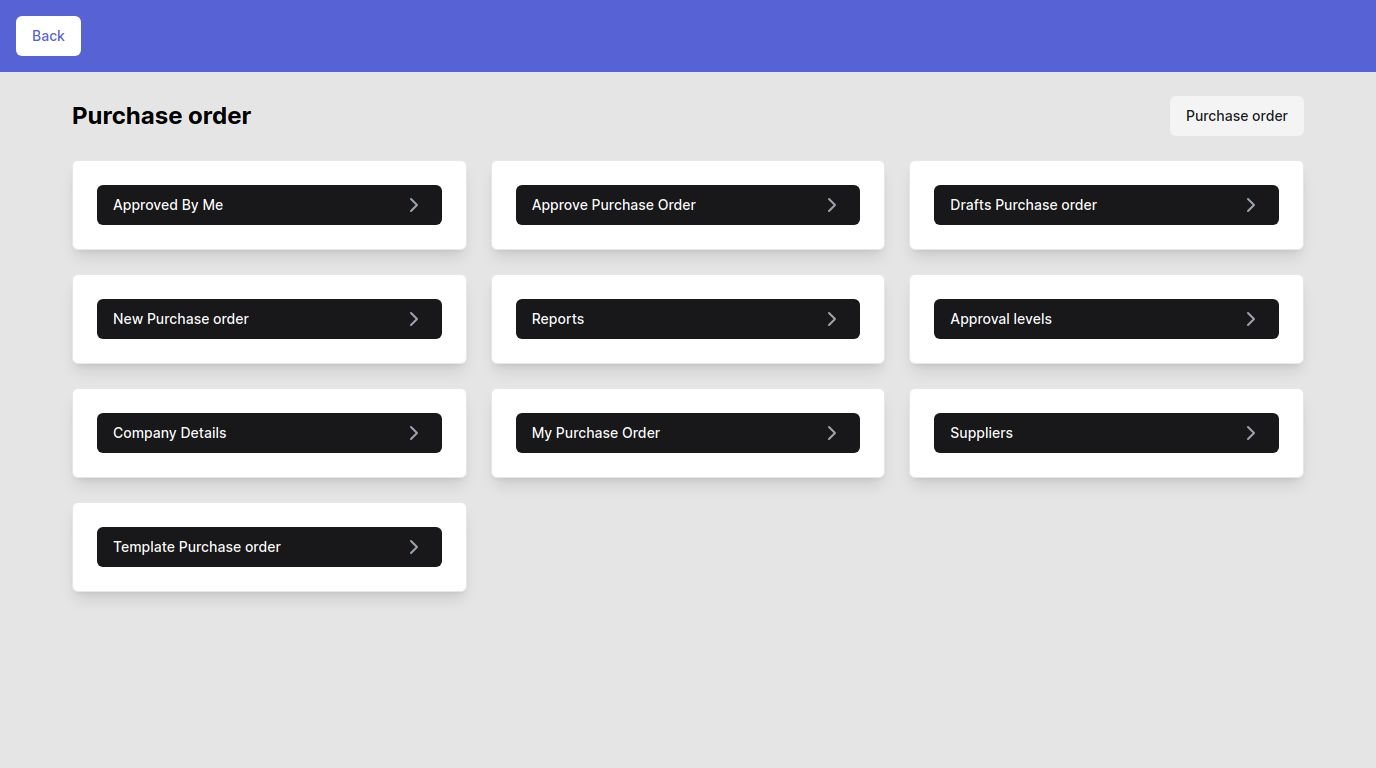 Back
Purchase order
Purchase order
Approved By Me
Approve Purchase Order
Drafts Purchase order
New Purchase order
Reports
Approval levels
Company Details
My Purchase Order
Suppliers
Template Purchase order